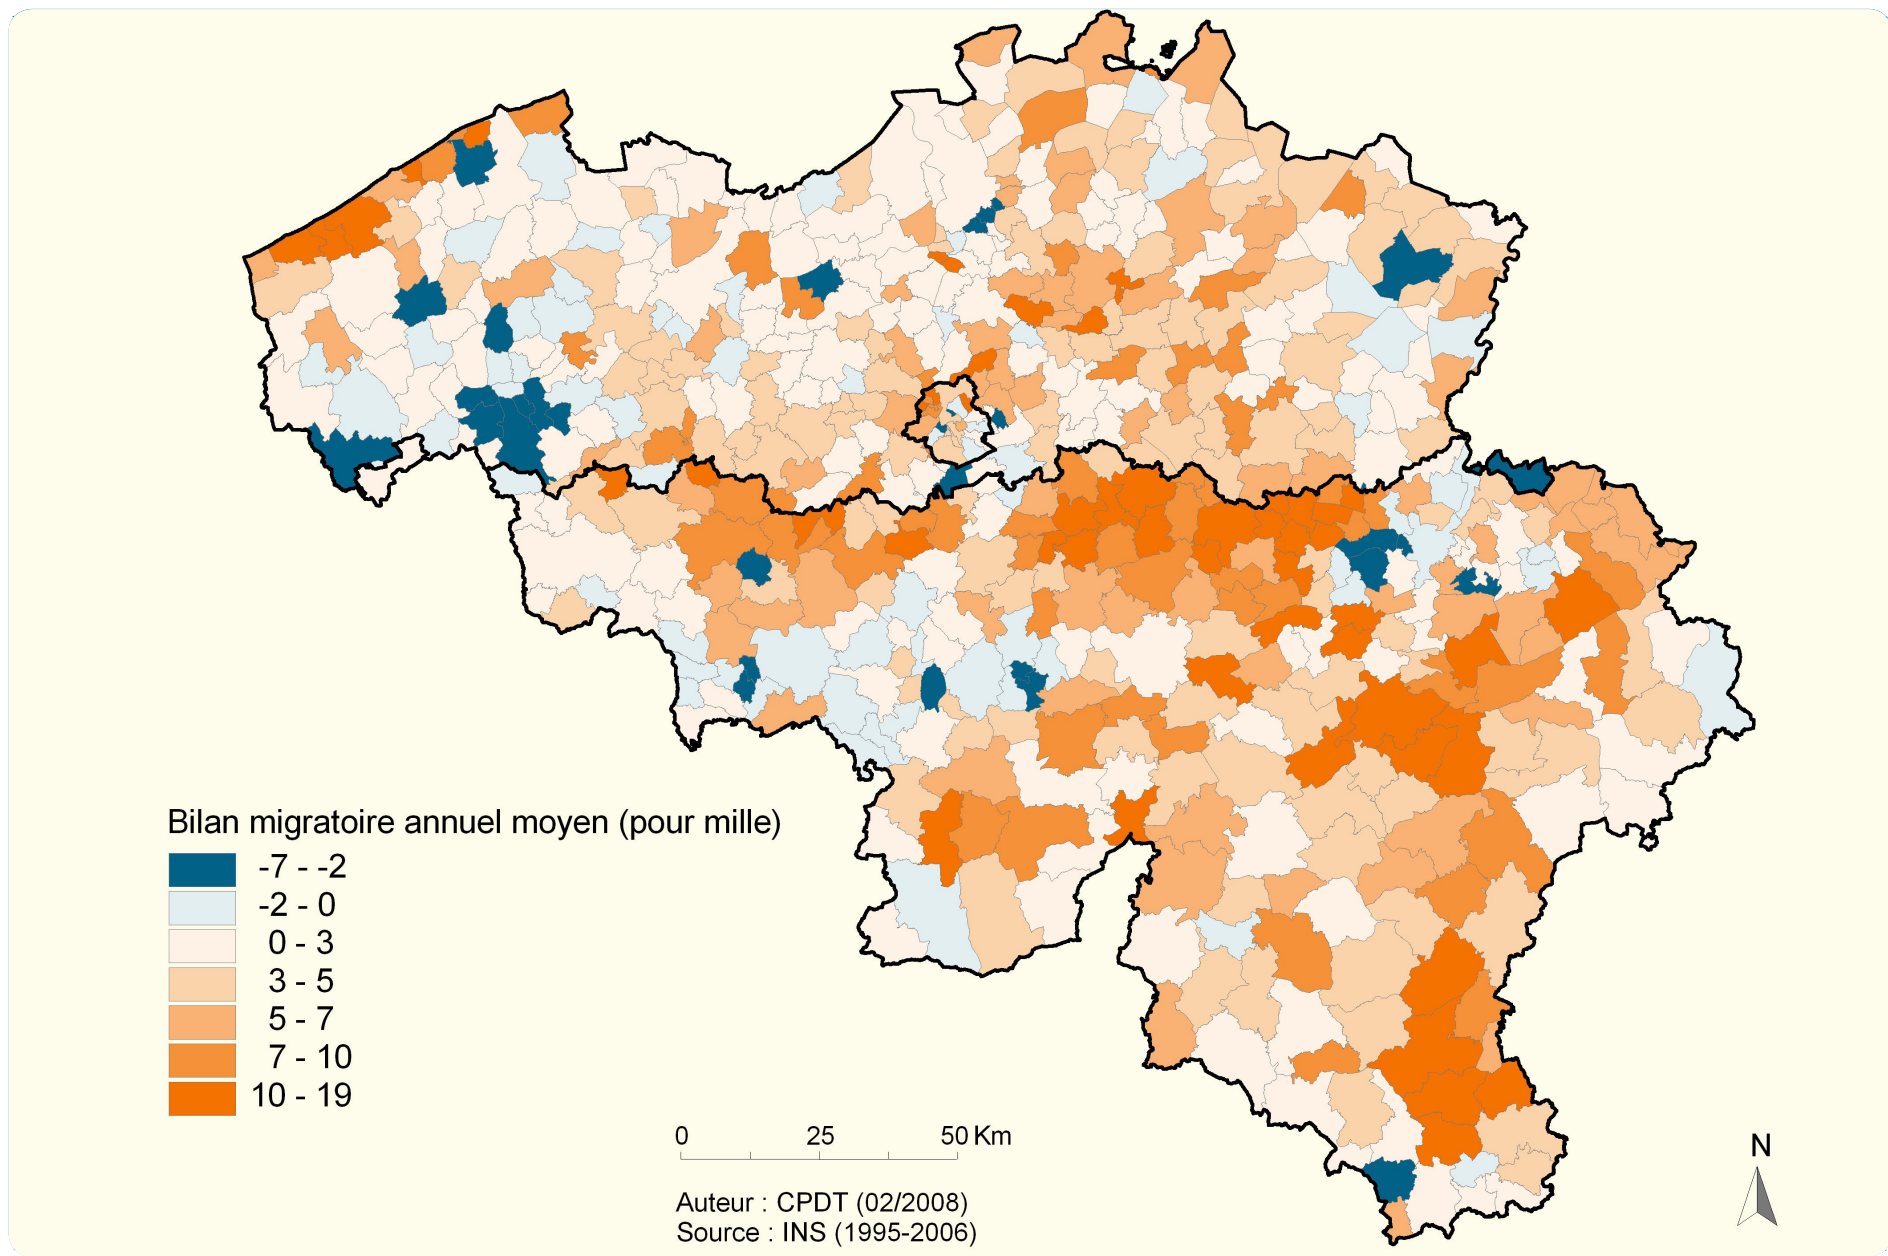 Bilan migratoire annuel moyen (pour mille)
-7 - -2
-2 - 0
0 - 3
3 - 5
5 - 7
7 - 10
10 - 19
0 25 50 Km
N
Auteur : CPDT (02/2008)
Source : INS (1995-2006)